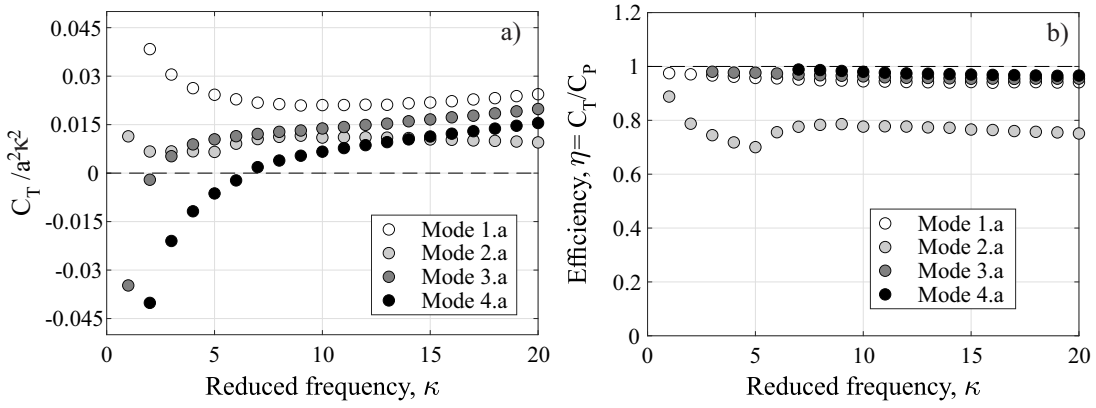 a)
0.045
0.03
0.015
0
-0.015
-0.03
-0.045
C_T /a²κ²
Mode 1.a
Mode 2.a
Mode 3.a
Mode 4.a
0 5 10 15 20
Reduced frequency, κ
b)
1.2
1
0.8
0.6
0.4
0.2
0
Efficiency, η= C_T/C_P
Mode 1.a
Mode 2.a
Mode 3.a
Mode 4.a
0 5 10 15 20
Reduced frequency, κ